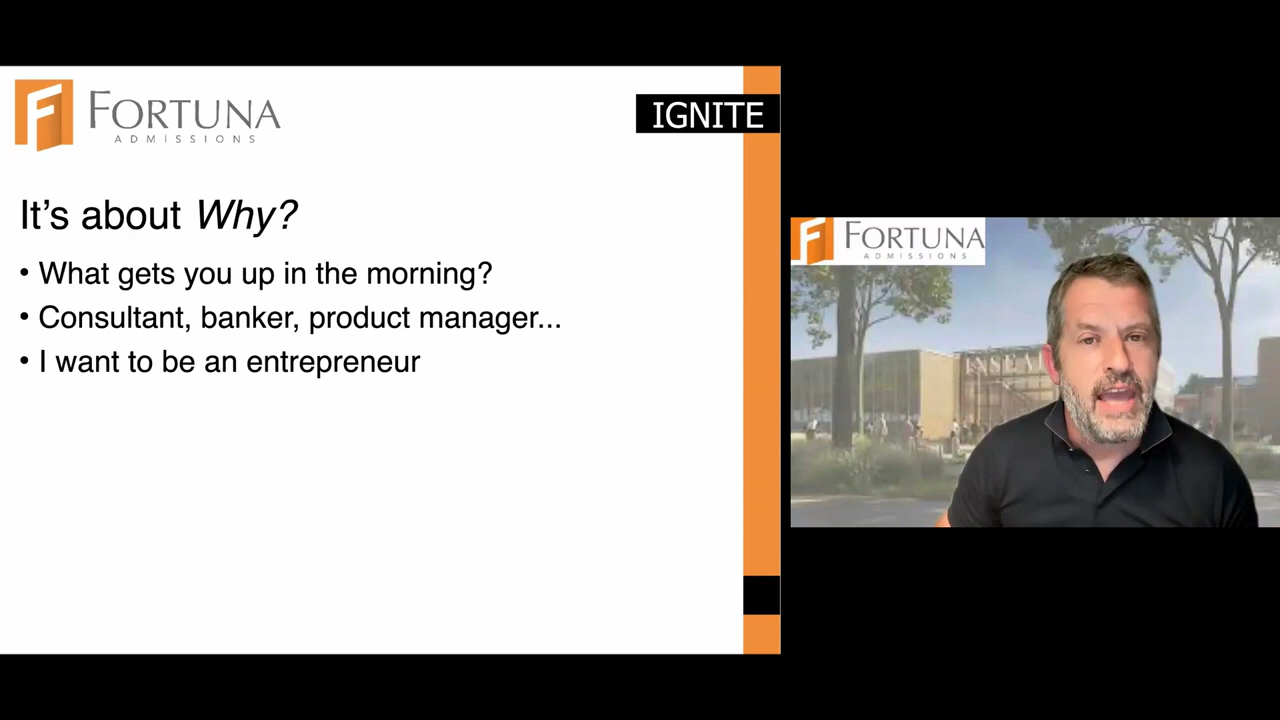 FORTUNA
ADMISSIONS
IGNITE
It's about Why?
• What gets you up in the morning?
• Consultant, banker, product manager...
• I want to be an entrepreneur
FORTUNA
ADMISSIONS